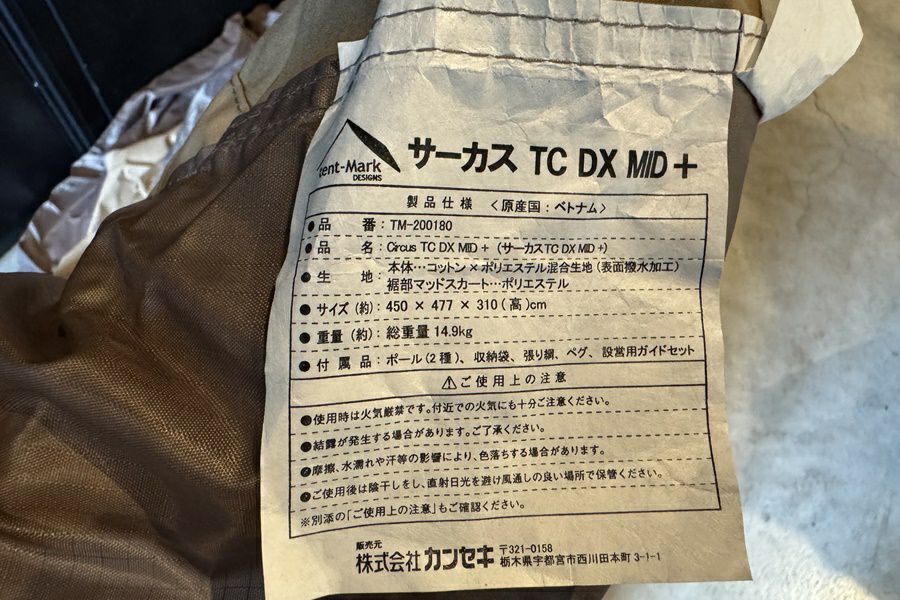 tent-Mark
DESIGNS
サーカス TC DX MID+
製品仕様 〈原産国：ベトナム〉
●品 番：TM-200180
●品 名：Circus TC DX MID+（サーカスTC DX MID+）
●生 地：本体…コットン×ポリエステル混合生地（表面撥水加工）
裾部マッドスカート…ポリエステル
●サイズ（約）：450 × 477 × 310（高）cm
●重量（約）：総重量 14.9kg
●付 属 品：ポール（2種）、収納袋、張り綱、ペグ、設営用ガイドセット
⚠ご使用上の注意
●使用時は火気厳禁です。付近での火気にも十分ご注意ください。
●結露が発生する場合があります。ご了承ください。
●摩擦、水濡れや汗等の影響により、色落ちする場合があります。
●ご使用後は陰干しをし、直射日光を避け風通しの良い場所で保管ください。
※別添の「ご使用上の注意」もご確認ください。
販売元
株式会社 カンセキ
〒321-0158
栃木県宇都宮市西川田本町 3-1-1